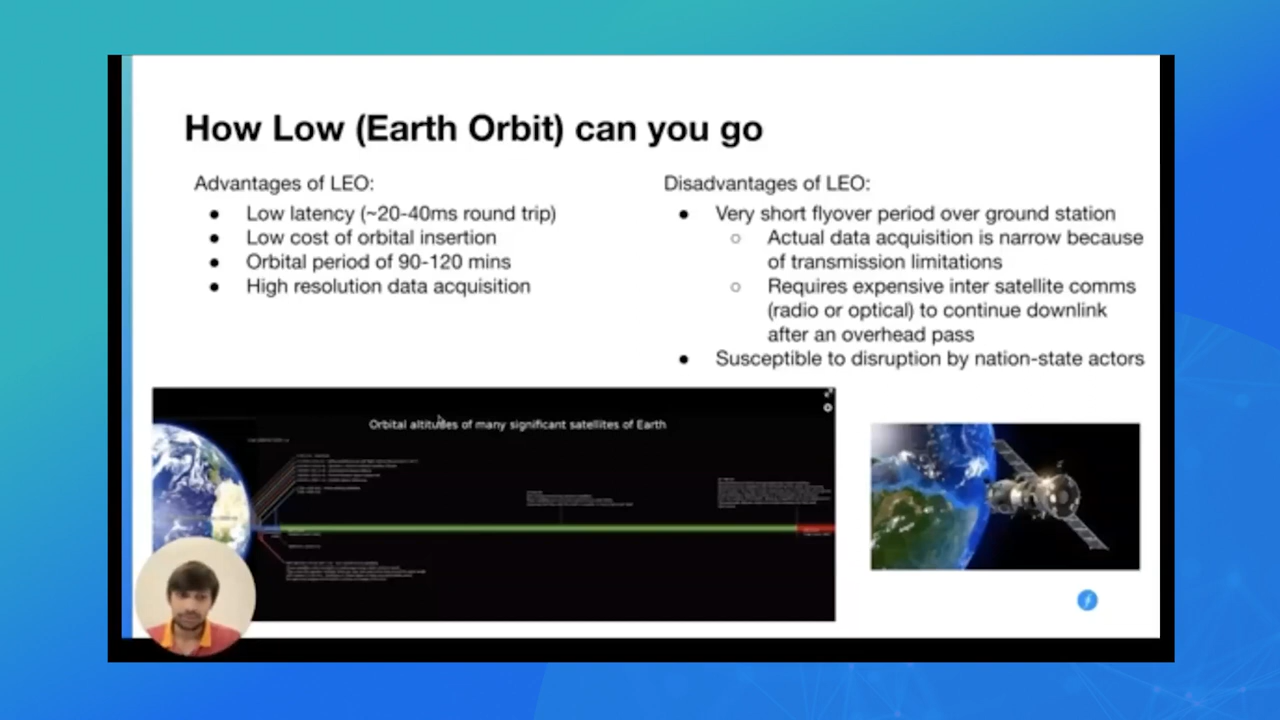 How Low (Earth Orbit) can you go
Advantages of LEO:
● Low latency (~20-40ms round trip)
● Low cost of orbital insertion
● Orbital period of 90-120 mins
● High resolution data acquisition
Disadvantages of LEO:
● Very short flyover period over ground station
○ Actual data acquisition is narrow because
of transmission limitations
○ Requires expensive inter satellite comms
(radio or optical) to continue downlink
after an overhead pass
● Susceptible to disruption by nation-state actors
Orbital altitudes of many significant satellites of Earth